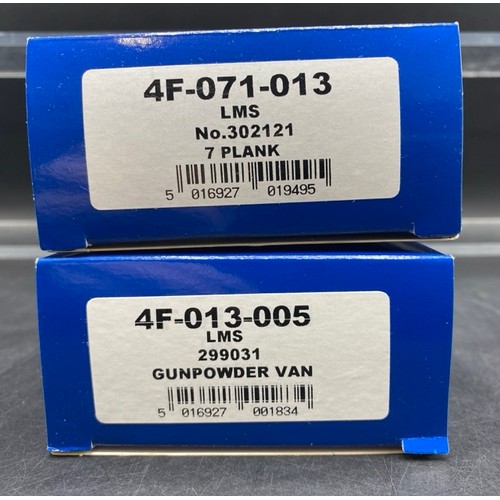 4F-071-013
LMS
No.302121
7 PLANK
5 016927 019495
4F-013-005
LMS
299031
GUNPOWDER VAN
5 016927 001834